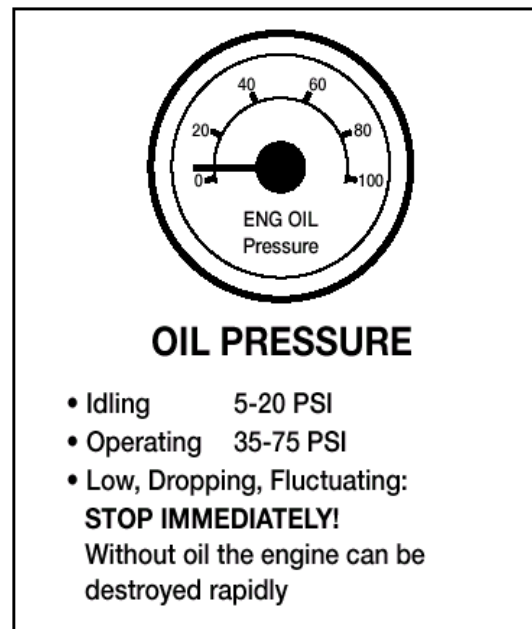 40 60
20 80
0 100
ENG OIL
Pressure
OIL PRESSURE
• Idling 5-20 PSI
• Operating 35-75 PSI
• Low, Dropping, Fluctuating:
STOP IMMEDIATELY!
Without oil the engine can be
destroyed rapidly